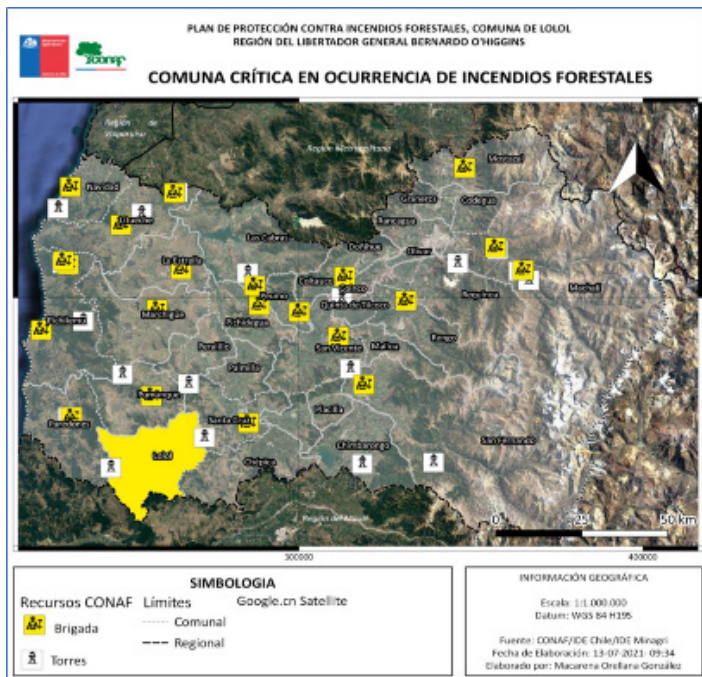 PLAN DE PROTECCIÓN CONTRA INCENDIOS FORESTALES, COMUNA DE LOLOL
REGIÓN DEL LIBERTADOR GENERAL BERNARDO O'HIGGINS
CONAF
COMUNA CRÍTICA EN OCURRENCIA DE INCENDIOS FORESTALES
Región de
Valparaíso
Región Metropolitana
Mostazal
Navidad
Graneros
Codegua
Rancagua
Litueche
Las Cabras
Doñihue
Olivar
La Estrella
Coltauco
Coinco
Machalí
Peumo
Quinta de Tilcoco
Requínoa
Pichilemu
Marchigüe
Pichidegua
San Vicente
Malloa
Rengo
Peralillo
Palmilla
Pumanque
Placilla
Paredones
Santa Cruz
San Fernando
Lolol
Chimbarongo
Chépica
Región del Maule
0 25 50 km
300000 400000
SIMBOLOGIA
Recursos CONAF
Brigada
Torres
Límites
Comunal
Regional
Google.cn Satellite
INFORMACIÓN GEOGRÁFICA
Escala: 1:1.000.000
Datum: WGS 84 H19S
Fuente: CONAF/IDE Chile/IDE Minagri
Fecha de Elaboración: 13-07-2021- 09:34
Elaborado por: Macarena Orellana González